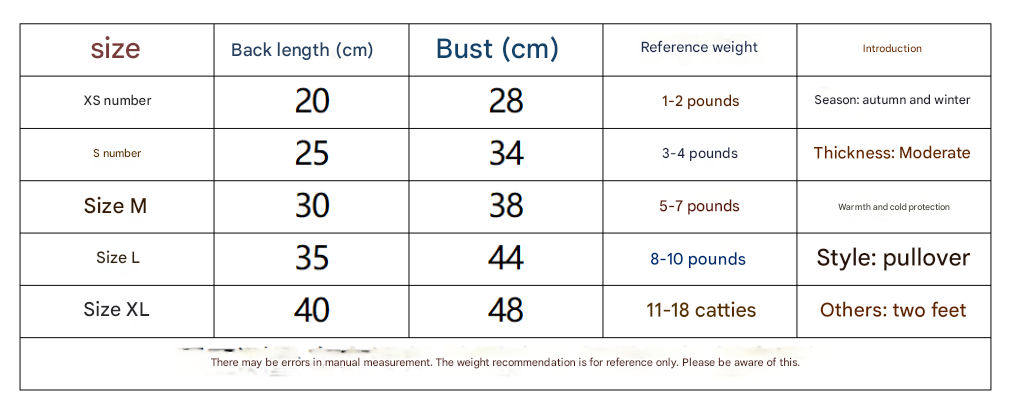 size Back length (cm) Bust (cm) Reference weight Introduction
XS number 20 28 1-2 pounds Season: autumn and winter
S number 25 34 3-4 pounds Thickness: Moderate
Size M 30 38 5-7 pounds Warmth and cold protection
Size L 35 44 8-10 pounds Style: pullover
Size XL 40 48 11-18 catties Others: two feet
There may be errors in manual measurement. The weight recommendation is for reference only. Please be aware of this.